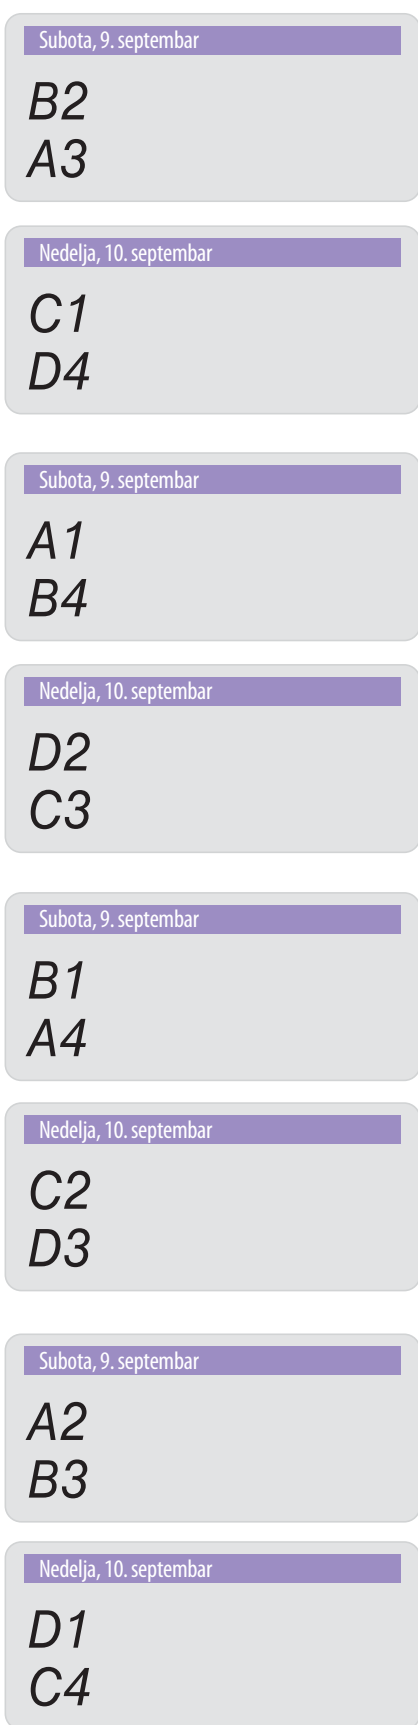 Subota, 9. septembar
B2
A3
Nedelja, 10. septembar
C1
D4
Subota, 9. septembar
A1
B4
Nedelja, 10. septembar
D2
C3
Subota, 9. septembar
B1
A4
Nedelja, 10. septembar
C2
D3
Subota, 9. septembar
A2
B3
Nedelja, 10. septembar
D1
C4